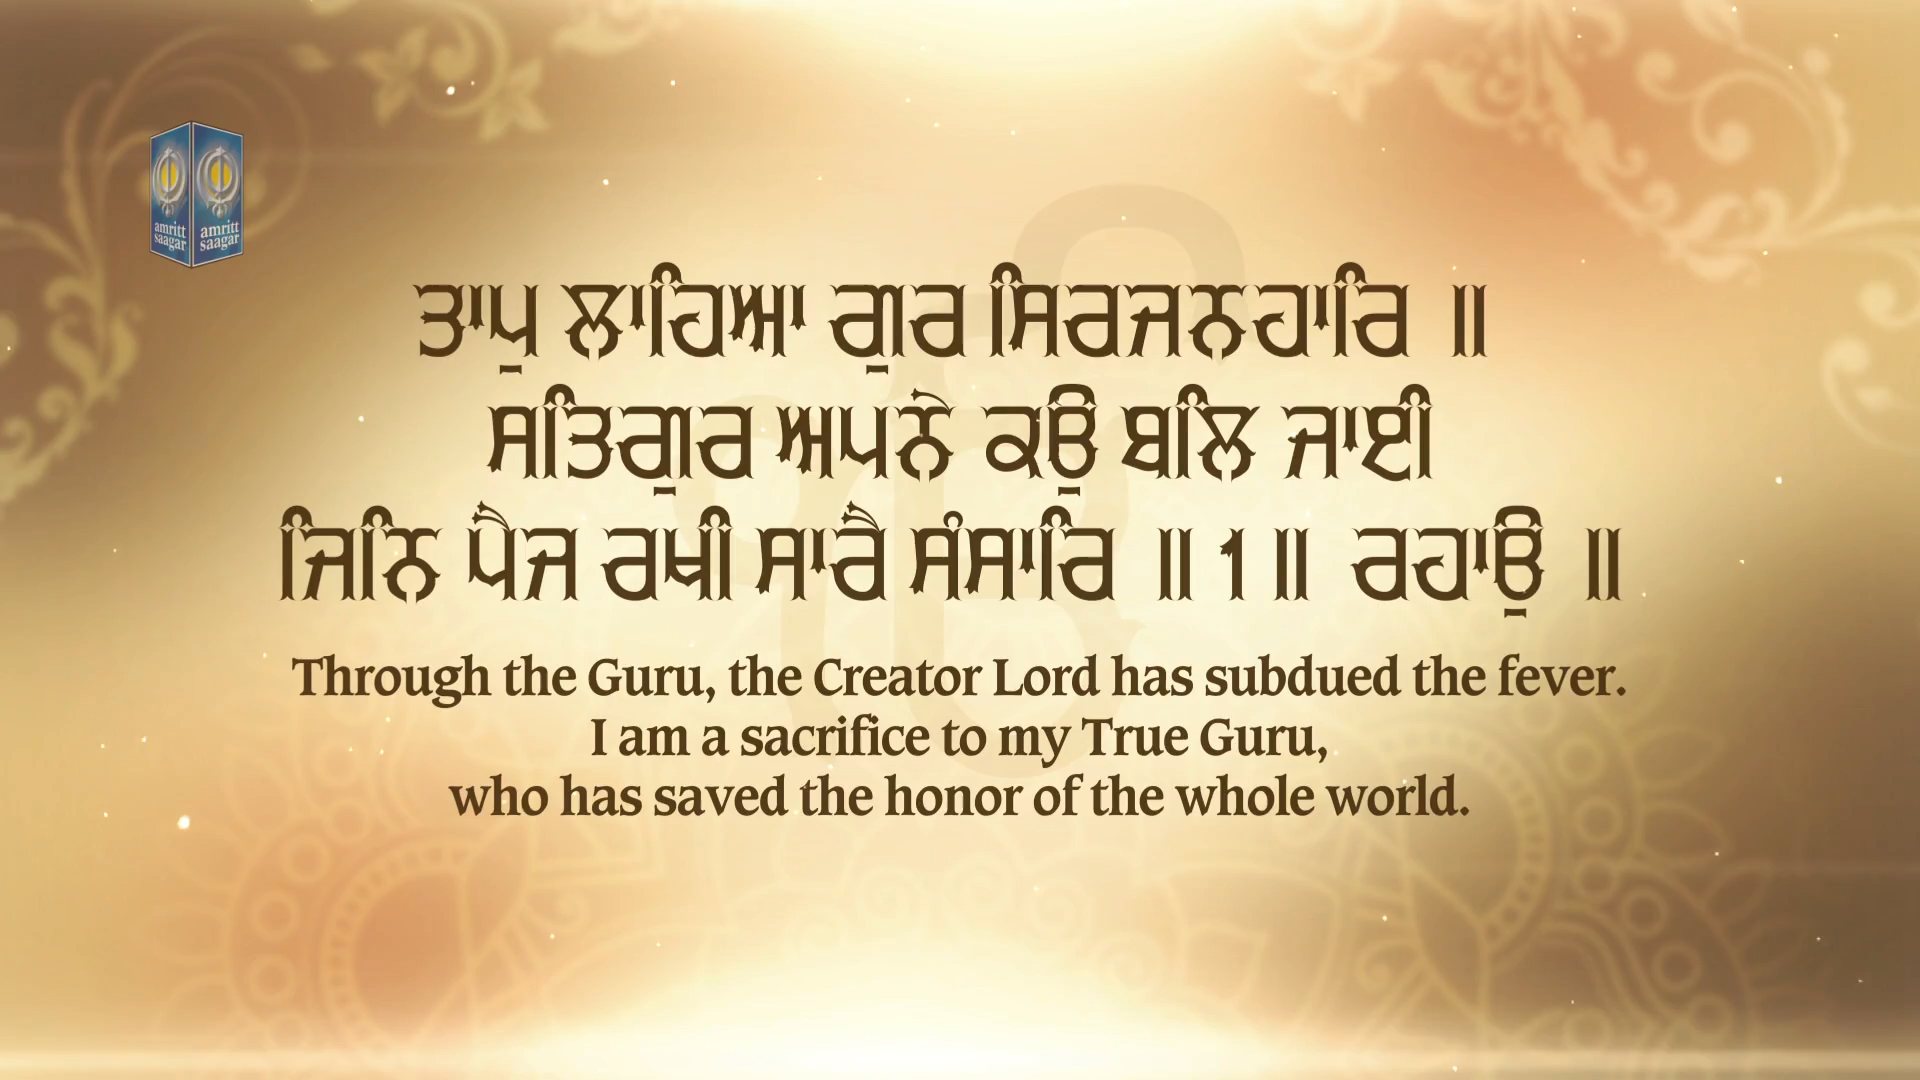 amritt saagar
amritt saagar
ਤਾਪੁ ਲਾਹਿਆ ਗੁਰ ਸਿਰਜਨਹਾਰਿ ॥
ਸਤਿਗੁਰ ਅਪਨੇ ਕਉੁ ਬਲਿ ਜਾਈ
ਜਿਨਿ ਪੈਜ ਰਖੀ ਸਾਰੈ ਸੰਸਾਰਿ ॥ 1 ॥ ਰਹਾਉੁ ॥
Through the Guru, the Creator Lord has subdued the fever.
I am a sacrifice to my True Guru,
who has saved the honor of the whole world.